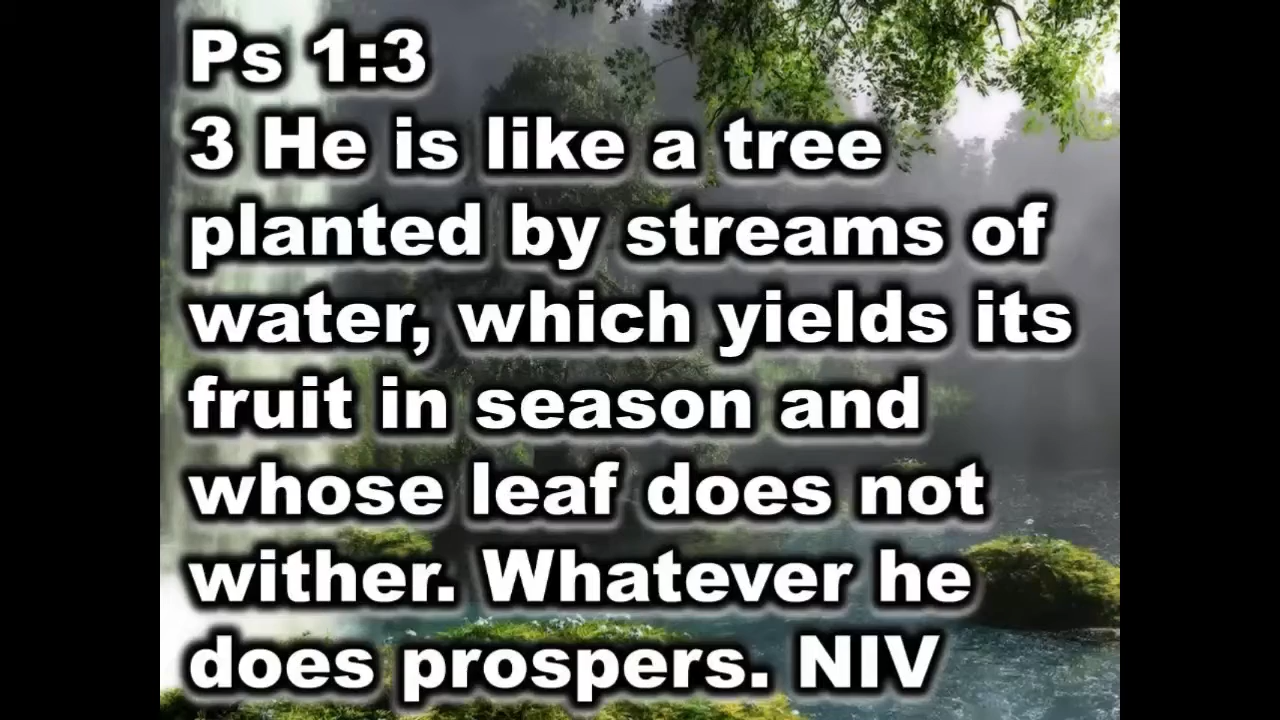 Ps 1:3
3 He is like a tree
planted by streams of
water, which yields its
fruit in season and
whose leaf does not
wither. Whatever he
does prospers. NIV